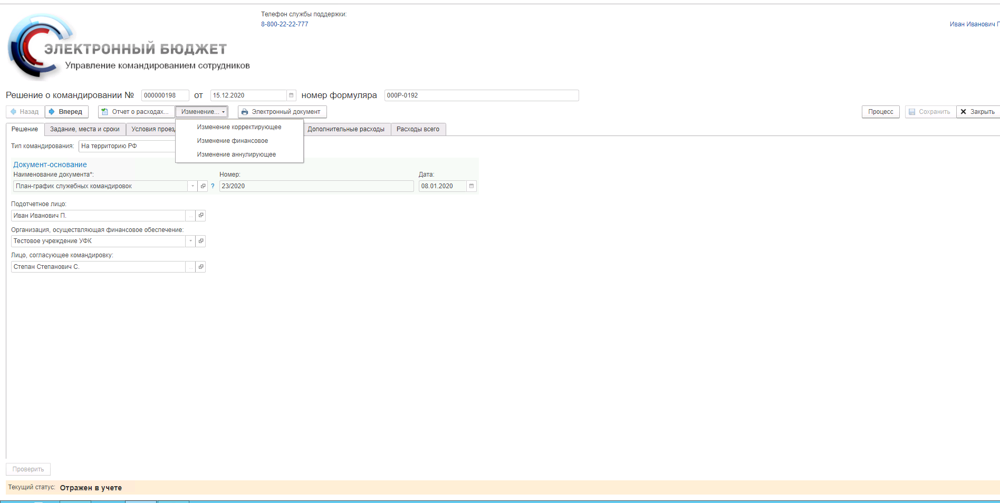 Телефон службы поддержки:
8-800-22-22-777
Иван Иванович П
ЭЛЕКТРОННЫЙ БЮДЖЕТ
Управление командированием сотрудников
Решение о командировании № 000000198 от 15.12.2020 номер формуляра 000Р-0192
Назад Вперед Отчет о расходах... Изменение... Электронный документ Процесс Сохранить Закрыть
Решение Задание, места и сроки Условия проезд Дополнительные расходы Расходы всего
Изменение корректирующее
Изменение финансовое
Изменение аннулирующее
Тип командирования: На территорию РФ
Документ-основание
Наименование документа*: Номер: Дата:
План-график служебных командировок ? 23/2020 08.01.2020
Подотчетное лицо:
Иван Иванович П. ...
Организация, осуществляющая финансовое обеспечение:
Тестовое учреждение УФК
Лицо, согласующее командировку:
Степан Степанович С. ...
Проверить
Текущий статус: Отражен в учете